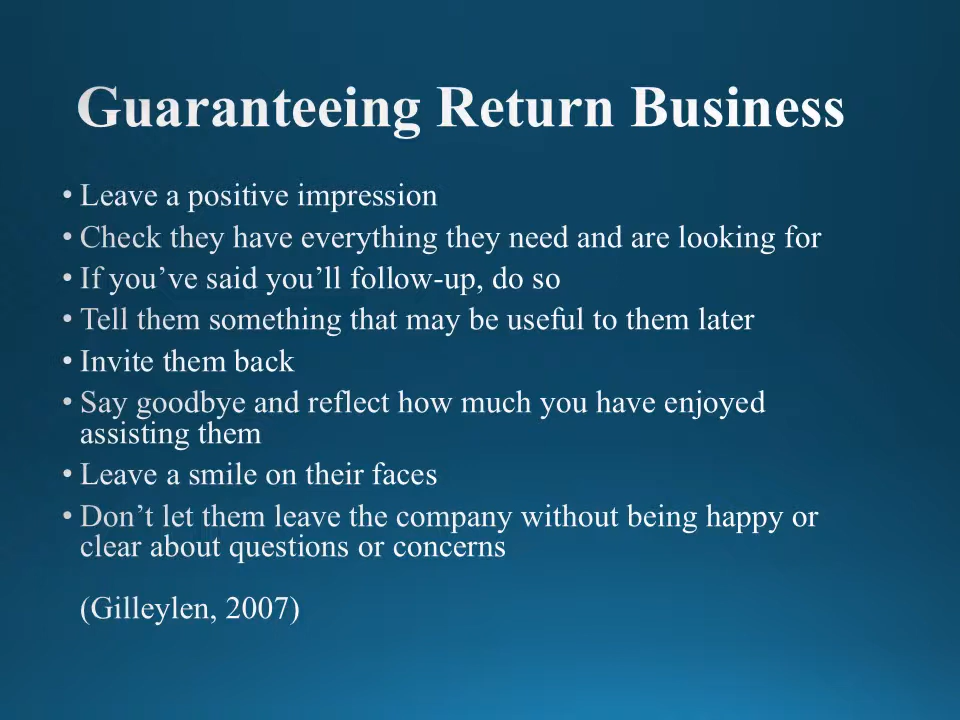 Guaranteeing Return Business
• Leave a positive impression
• Check they have everything they need and are looking for
• If you’ve said you’ll follow-up, do so
• Tell them something that may be useful to them later
• Invite them back
• Say goodbye and reflect how much you have enjoyed
assisting them
• Leave a smile on their faces
• Don’t let them leave the company without being happy or
clear about questions or concerns
(Gilleylen, 2007)